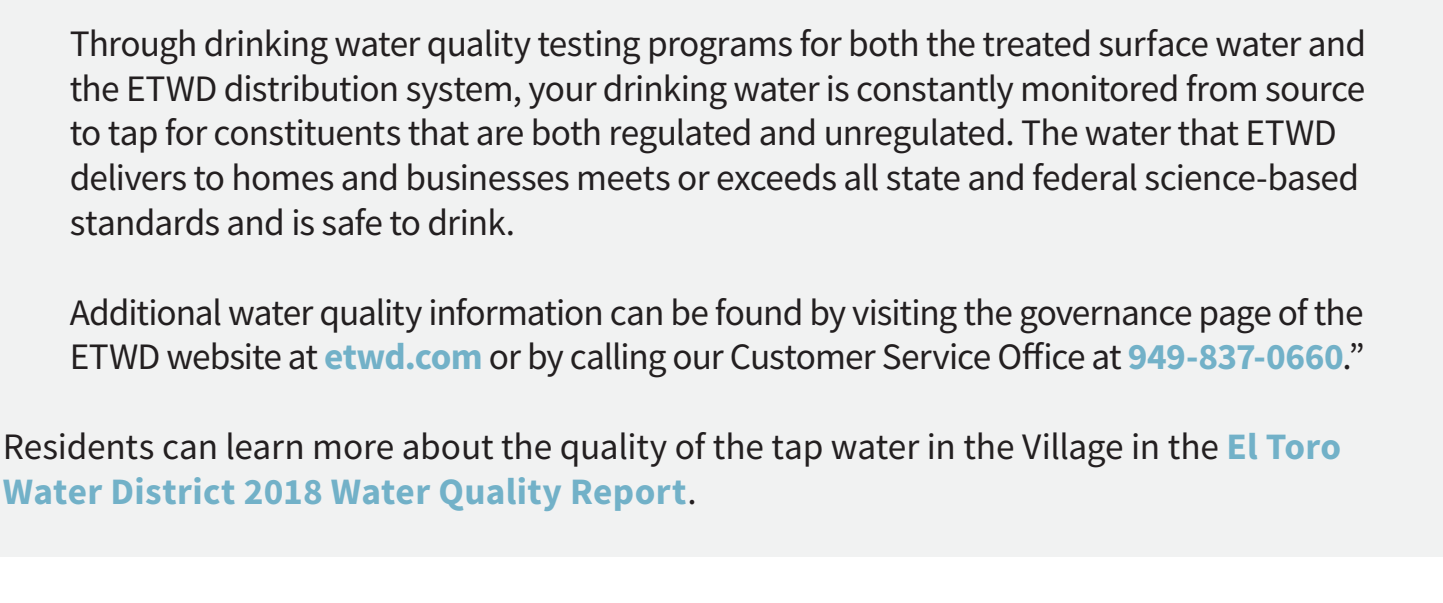 Through drinking water quality testing programs for both the treated surface water and
the ETWD distribution system, your drinking water is constantly monitored from source
to tap for constituents that are both regulated and unregulated. The water that ETWD
delivers to homes and businesses meets or exceeds all state and federal science-based
standards and is safe to drink.
Additional water quality information can be found by visiting the governance page of the
ETWD website at etwd.com or by calling our Customer Service Office at 949-837-0660.”
Residents can learn more about the quality of the tap water in the Village in the El Toro
Water District 2018 Water Quality Report.